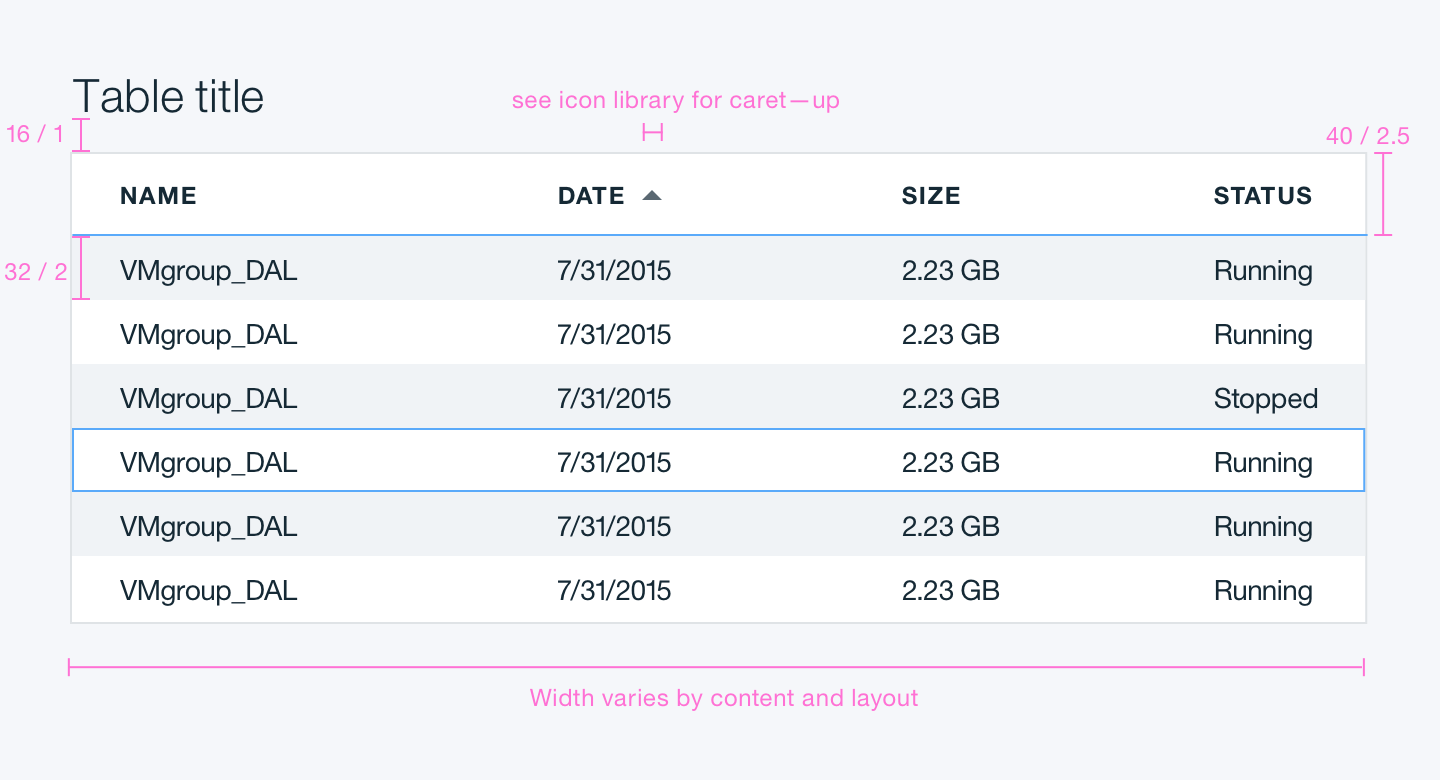 Table title
see icon library for caret—up
16 / 1
40 / 2.5
NAME DATE SIZE STATUS
32 / 2
VMgroup_DAL 7/31/2015 2.23 GB Running
VMgroup_DAL 7/31/2015 2.23 GB Running
VMgroup_DAL 7/31/2015 2.23 GB Stopped
VMgroup_DAL 7/31/2015 2.23 GB Running
VMgroup_DAL 7/31/2015 2.23 GB Running
VMgroup_DAL 7/31/2015 2.23 GB Running
Width varies by content and layout